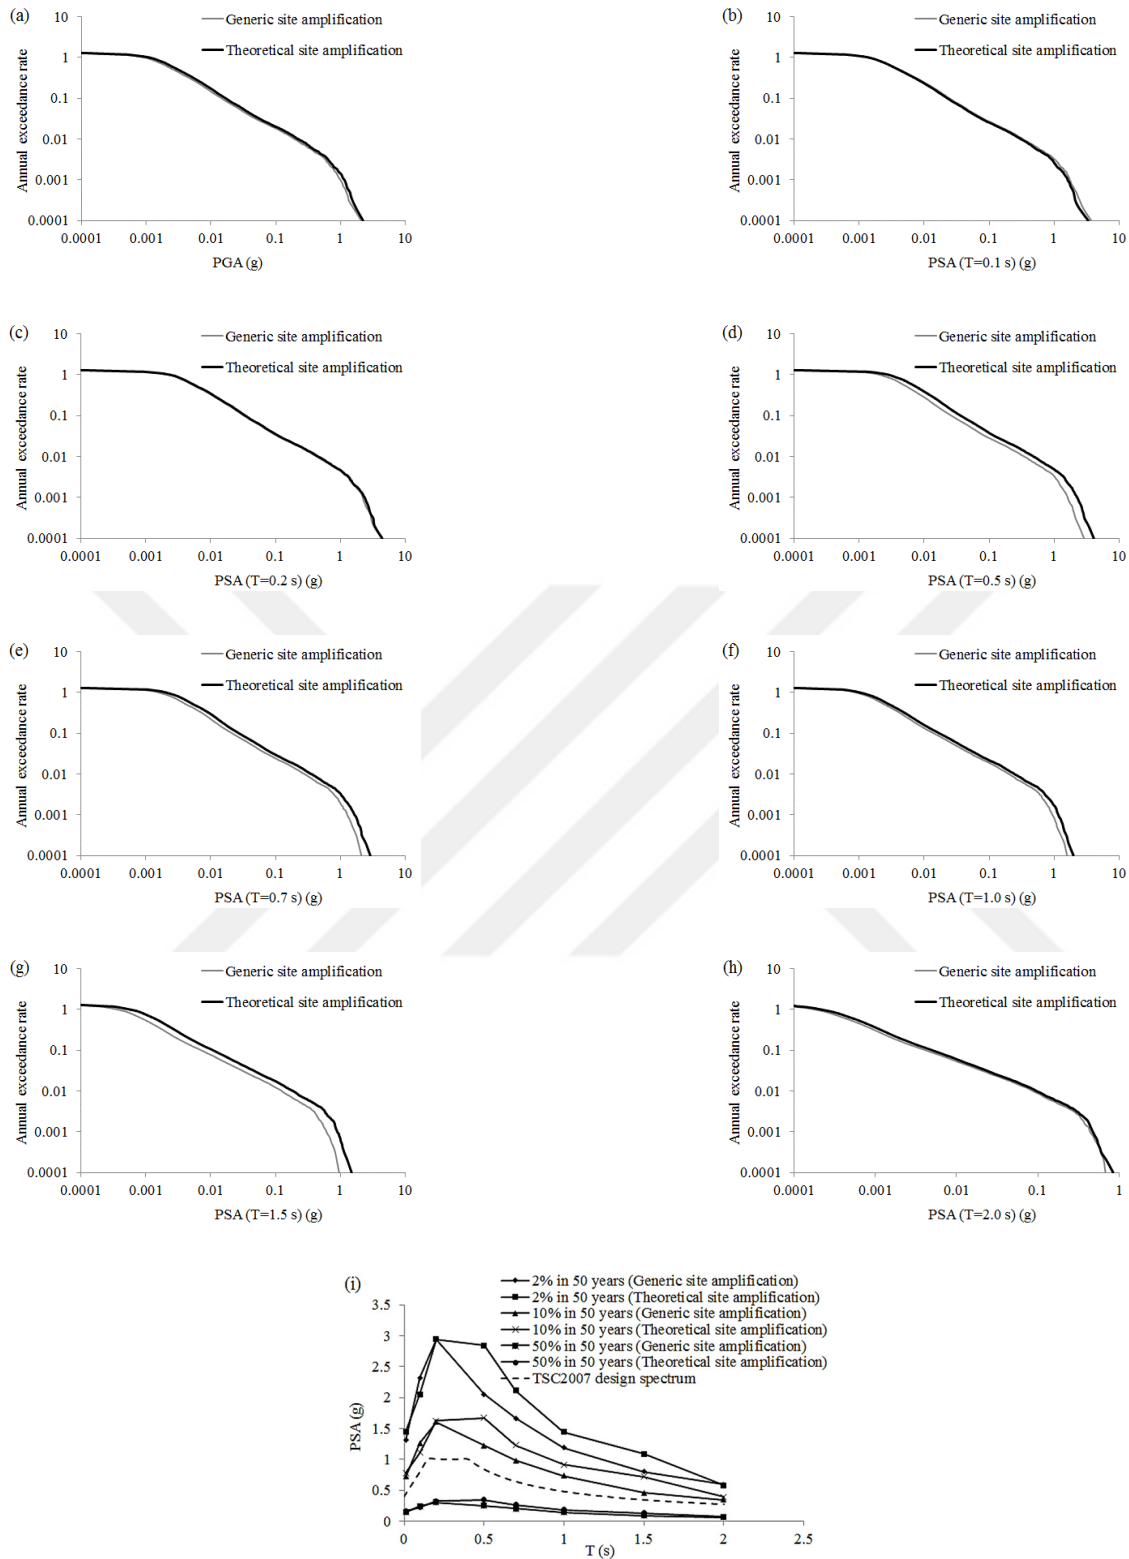 (a)
Generic site amplification
Theoretical site amplification
Annual exceedance rate
10
1
0.1
0.01
0.001
0.0001
0.0001 0.001 0.01 0.1 1 10
PGA (g)
(b)
Generic site amplification
Theoretical site amplification
Annual exceedance rate
10
1
0.1
0.01
0.001
0.0001
0.0001 0.001 0.01 0.1 1 10
PSA (T=0.1 s) (g)
(c)
Generic site amplification
Theoretical site amplification
Annual exceedance rate
10
1
0.1
0.01
0.001
0.0001
0.0001 0.001 0.01 0.1 1 10
PSA (T=0.2 s) (g)
(d)
Generic site amplification
Theoretical site amplification
Annual exceedance rate
10
1
0.1
0.01
0.001
0.0001
0.0001 0.001 0.01 0.1 1 10
PSA (T=0.5 s) (g)
(e)
Generic site amplification
Theoretical site amplification
Annual exceedance rate
10
1
0.1
0.01
0.001
0.0001
0.0001 0.001 0.01 0.1 1 10
PSA (T=0.7 s) (g)
(f)
Generic site amplification
Theoretical site amplification
Annual exceedance rate
10
1
0.1
0.01
0.001
0.0001
0.0001 0.001 0.01 0.1 1 10
PSA (T=1.0 s) (g)
(g)
Generic site amplification
Theoretical site amplification
Annual exceedance rate
10
1
0.1
0.01
0.001
0.0001
0.0001 0.001 0.01 0.1 1 10
PSA (T=1.5 s) (g)
(h)
Generic site amplification
Theoretical site amplification
Annual exceedance rate
10
1
0.1
0.01
0.001
0.0001
0.0001 0.001 0.01 0.1 1
PSA (T=2.0 s) (g)
(i)
2% in 50 years (Generic site amplification)
2% in 50 years (Theoretical site amplification)
10% in 50 years (Generic site amplification)
10% in 50 years (Theoretical site amplification)
50% in 50 years (Generic site amplification)
50% in 50 years (Theoretical site amplification)
TSC2007 design spectrum
PSA (g)
3.5
3
2.5
2
1.5
1
0.5
0
0 0.5 1 1.5 2 2.5
T (s)